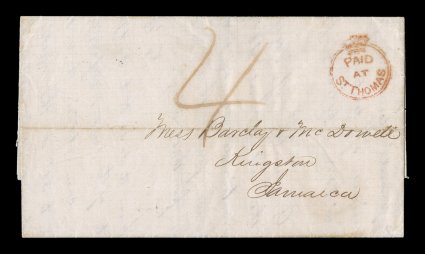 4
PAID
AT
ST THOMAS
Mess Barclay & McDowell
Kingston
Jamaica